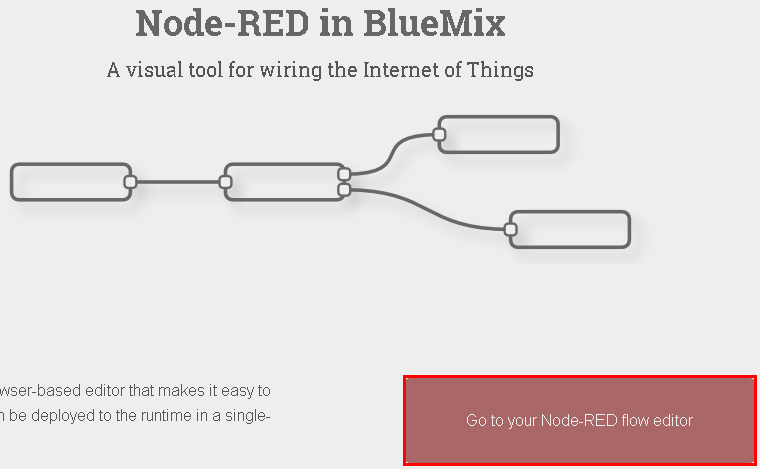 Node-RED in BlueMix
A visual tool for wiring the Internet of Things
wser-based editor that makes it easy to
n be deployed to the runtime in a single-
Go to your Node-RED flow editor